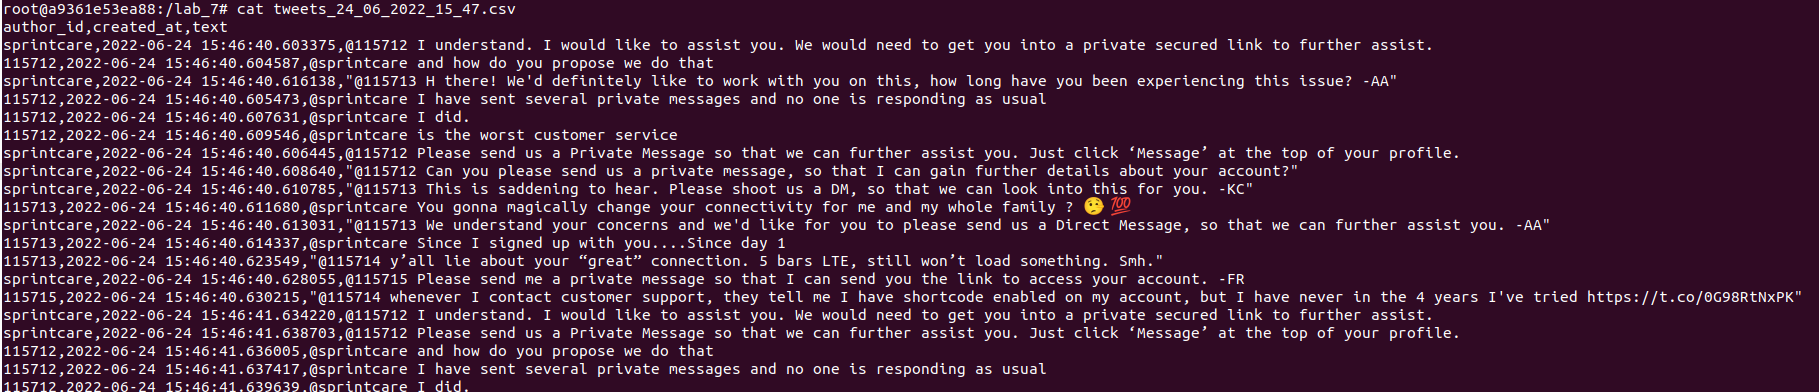 root@a9361e53ea88:/lab_7# cat tweets_24_06_2022_15_47.csv
author_id,created_at,text
sprintcare,2022-06-24 15:46:40.603375,@115712 I understand. I would like to assist you. We would need to get you into a private secured link to further assist.
115712,2022-06-24 15:46:40.604587,@sprintcare and how do you propose we do that
sprintcare,2022-06-24 15:46:40.616138,"@115713 H there! We'd definitely like to work with you on this, how long have you been experiencing this issue? -AA"
115712,2022-06-24 15:46:40.605473,@sprintcare I have sent several private messages and no one is responding as usual
115712,2022-06-24 15:46:40.607631,@sprintcare I did.
115712,2022-06-24 15:46:40.609546,@sprintcare is the worst customer service
sprintcare,2022-06-24 15:46:40.606445,@115712 Please send us a Private Message so that we can further assist you. Just click ‘Message’ at the top of your profile.
sprintcare,2022-06-24 15:46:40.608640,"@115712 Can you please send us a private message, so that I can gain further details about your account?"
sprintcare,2022-06-24 15:46:40.610785,"@115713 This is saddening to hear. Please shoot us a DM, so that we can look into this for you. -KC"
115713,2022-06-24 15:46:40.611680,@sprintcare You gonna magically change your connectivity for me and my whole family ? 🤥 💯
sprintcare,2022-06-24 15:46:40.613031,"@115713 We understand your concerns and we'd like for you to please send us a Direct Message, so that we can further assist you. -AA"
115713,2022-06-24 15:46:40.614337,@sprintcare Since I signed up with you....Since day 1
115713,2022-06-24 15:46:40.623549,"@115714 y’all lie about your “great” connection. 5 bars LTE, still won’t load something. Smh."
sprintcare,2022-06-24 15:46:40.628055,@115715 Please send me a private message so that I can send you the link to access your account. -FR
115715,2022-06-24 15:46:40.630215,"@115714 whenever I contact customer support, they tell me I have shortcode enabled on my account, but I have never in the 4 years I've tried https://t.co/0G98RtNxPK"
sprintcare,2022-06-24 15:46:41.634220,@115712 I understand. I would like to assist you. We would need to get you into a private secured link to further assist.
sprintcare,2022-06-24 15:46:41.638703,@115712 Please send us a Private Message so that we can further assist you. Just click ‘Message’ at the top of your profile.
115712,2022-06-24 15:46:41.636005,@sprintcare and how do you propose we do that
115712,2022-06-24 15:46:41.637417,@sprintcare I have sent several private messages and no one is responding as usual
115712,2022-06-24 15:46:41.639639,@sprintcare I did.